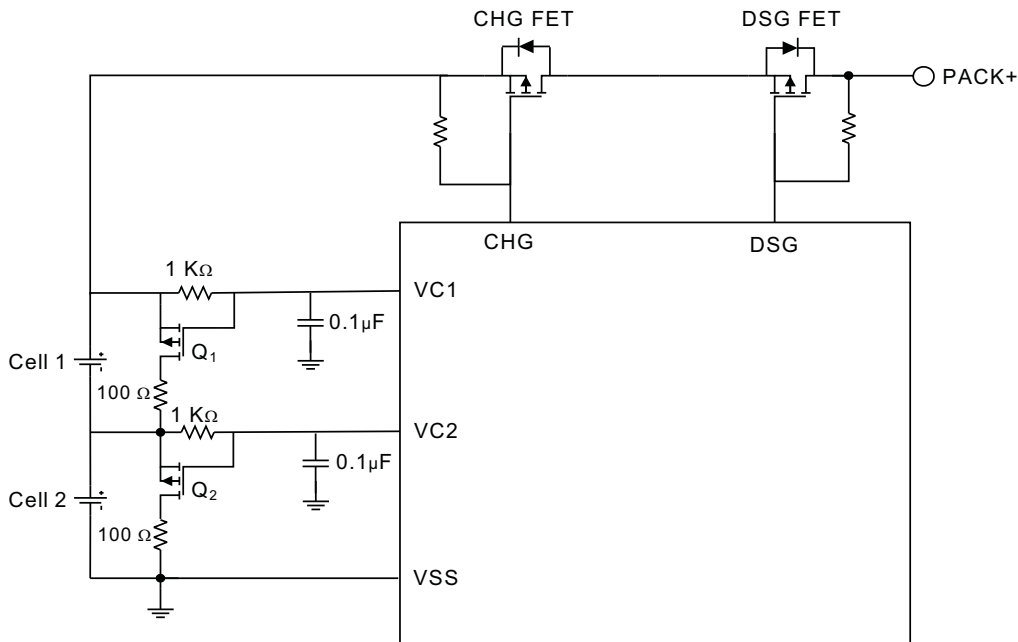 CHG FET
DSG FET
PACK+
CHG
DSG
1 KΩ
VC1
0.1µF
Q1
Cell 1
100 Ω
1 KΩ
VC2
0.1µF
Q2
Cell 2
100 Ω
VSS